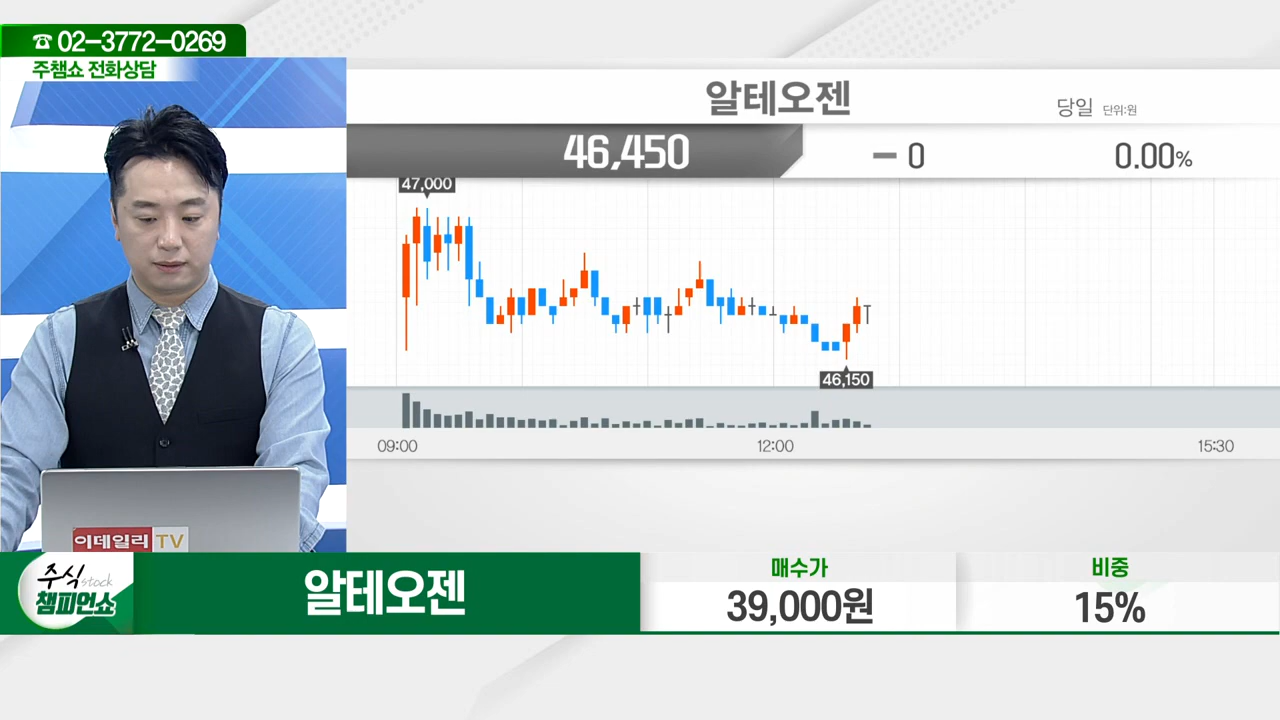 ☎ 02-3772-0269
주챔쇼 전화상담
알테오젠
당일 단위:원
46,450
0
0.00%
47,000
46,150
09:00
12:00
15:30
이데일리 TV
주식 stock
챔피언쇼
알테오젠
매수가
39,000원
비중
15%